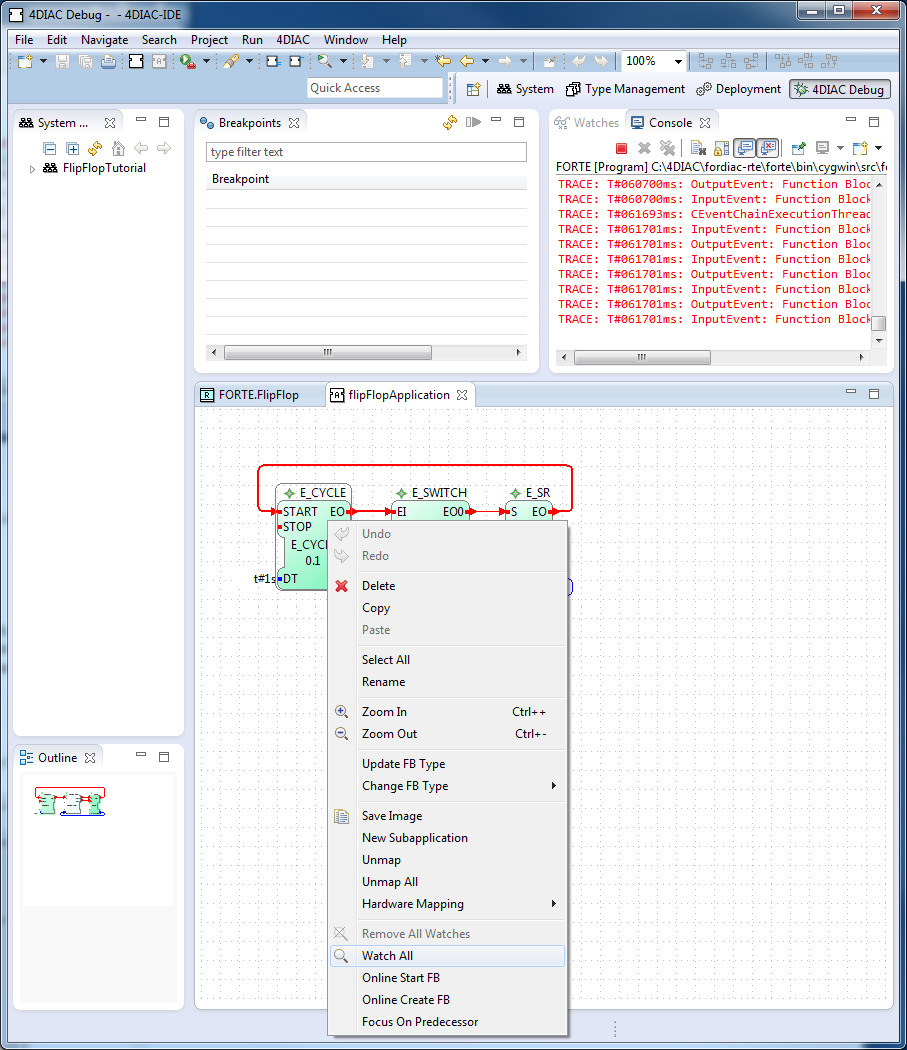 4DIAC Debug - - 4DIAC-IDE
File Edit Navigate Search Project Run 4DIAC Window Help
100%
Quick Access
System Type Management Deployment 4DIAC Debug
System ...
FlipFlopTutorial
Breakpoints
type filter text
Breakpoint
Watches Console
FORTE [Program] C:\4DIAC\fordiac-rte\forte\bin\cygwin\src\f
TRACE: T#060700ms: OutputEvent: Function Bloc
TRACE: T#060700ms: InputEvent: Function Block
TRACE: T#061693ms: CEventChainExecutionThread
TRACE: T#061701ms: InputEvent: Function Block
TRACE: T#061701ms: OutputEvent: Function Bloc
TRACE: T#061701ms: InputEvent: Function Block
TRACE: T#061701ms: OutputEvent: Function Bloc
TRACE: T#061701ms: InputEvent: Function Block
TRACE: T#061701ms: OutputEvent: Function Bloc
TRACE: T#061701ms: InputEvent: Function Block
FORTE.FlipFlop flipFlopApplication
E_CYCLE E_SWITCH E_SR
START EO EI EO0 S EO
STOP
E_CYC
0.1
t#1s DT
Undo
Redo
Delete
Copy
Paste
Select All
Rename
Zoom In Ctrl++
Zoom Out Ctrl+-
Update FB Type
Change FB Type
Save Image
New Subapplication
Unmap
Unmap All
Hardware Mapping
Remove All Watches
Watch All
Online Start FB
Online Create FB
Focus On Predecessor
Outline